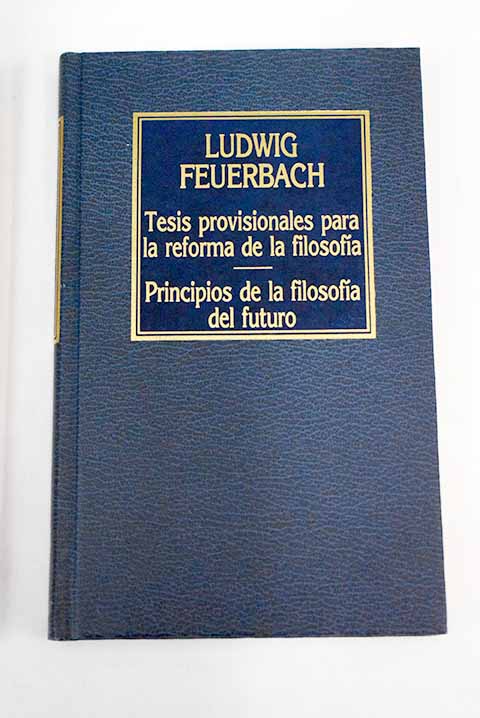 LUDWIG
FEUERBACH
Tesis provisionales para
la reforma de la filosofía
Principios de la filosofía
del futuro